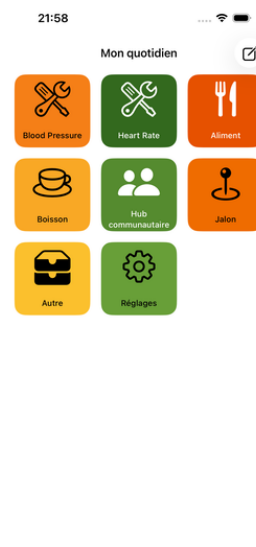 21:58
Mon quotidien
Blood Pressure
Heart Rate
Aliment
Boisson
Hub
communautaire
Jalon
Autre
Réglages